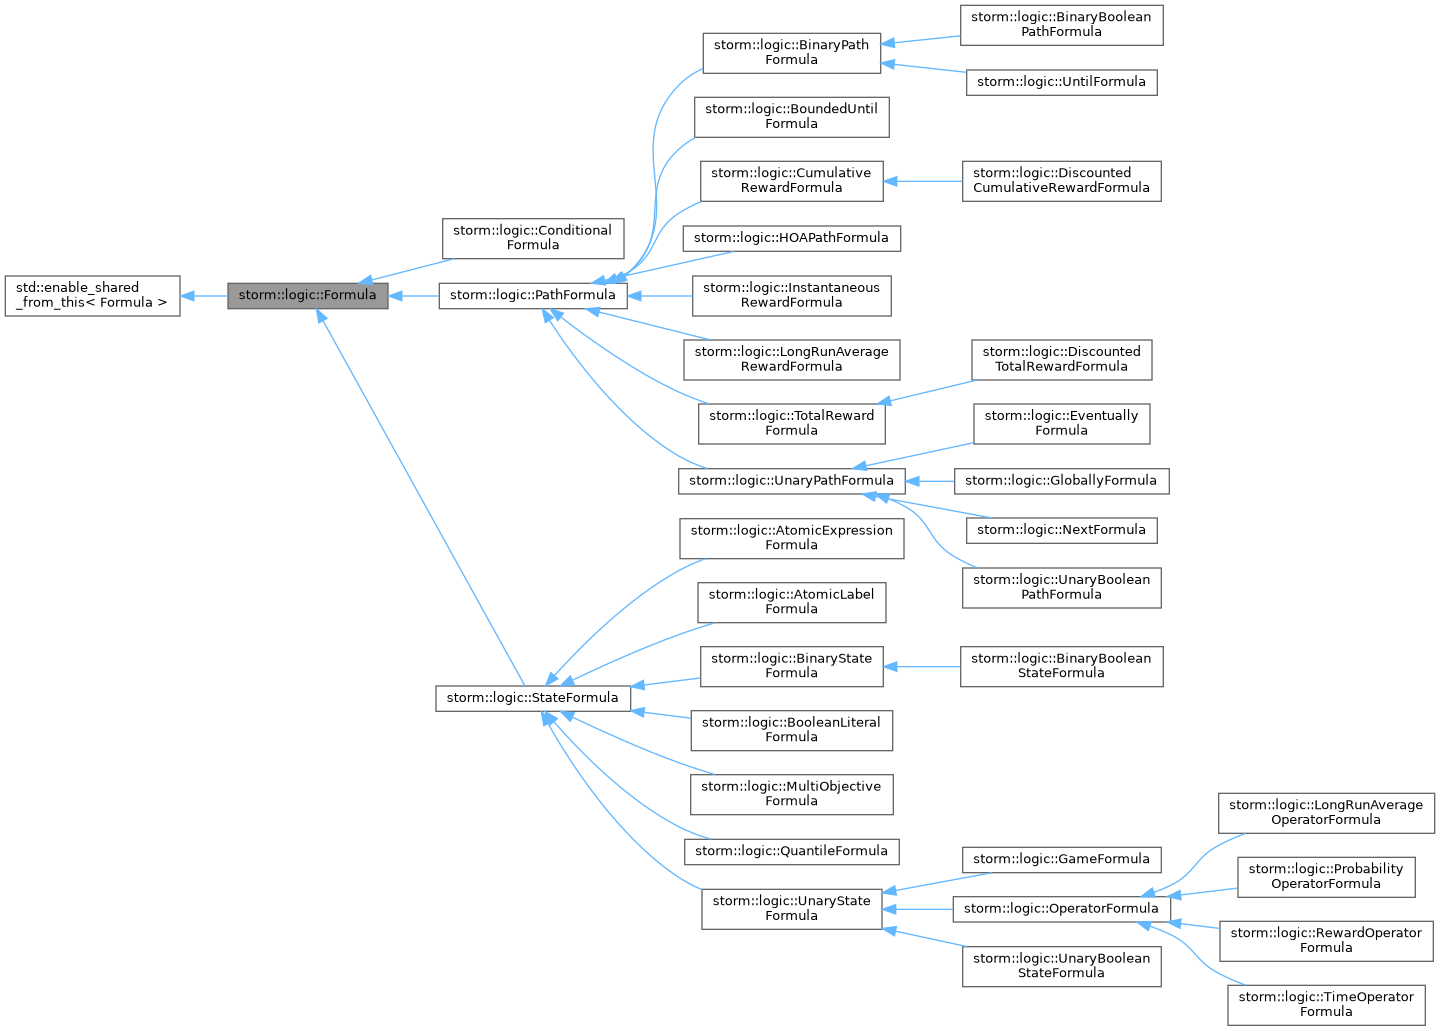 std::enable_shared
_from_this< Formula >
storm::logic::Formula
storm::logic::Conditional
Formula
storm::logic::PathFormula
storm::logic::StateFormula
storm::logic::BinaryPath
Formula
storm::logic::BoundedUntil
Formula
storm::logic::Cumulative
RewardFormula
storm::logic::HOAPathFormula
storm::logic::Instantaneous
RewardFormula
storm::logic::LongRunAverage
RewardFormula
storm::logic::TotalReward
Formula
storm::logic::UnaryPathFormula
storm::logic::AtomicExpression
Formula
storm::logic::AtomicLabel
Formula
storm::logic::BinaryState
Formula
storm::logic::BooleanLiteral
Formula
storm::logic::MultiObjective
Formula
storm::logic::QuantileFormula
storm::logic::UnaryState
Formula
storm::logic::BinaryBoolean
PathFormula
storm::logic::UntilFormula
storm::logic::Discounted
CumulativeRewardFormula
storm::logic::Discounted
TotalRewardFormula
storm::logic::Eventually
Formula
storm::logic::GloballyFormula
storm::logic::NextFormula
storm::logic::UnaryBoolean
PathFormula
storm::logic::BinaryBoolean
StateFormula
storm::logic::GameFormula
storm::logic::OperatorFormula
storm::logic::UnaryBoolean
StateFormula
storm::logic::LongRunAverage
OperatorFormula
storm::logic::Probability
OperatorFormula
storm::logic::RewardOperator
Formula
storm::logic::TimeOperator
Formula